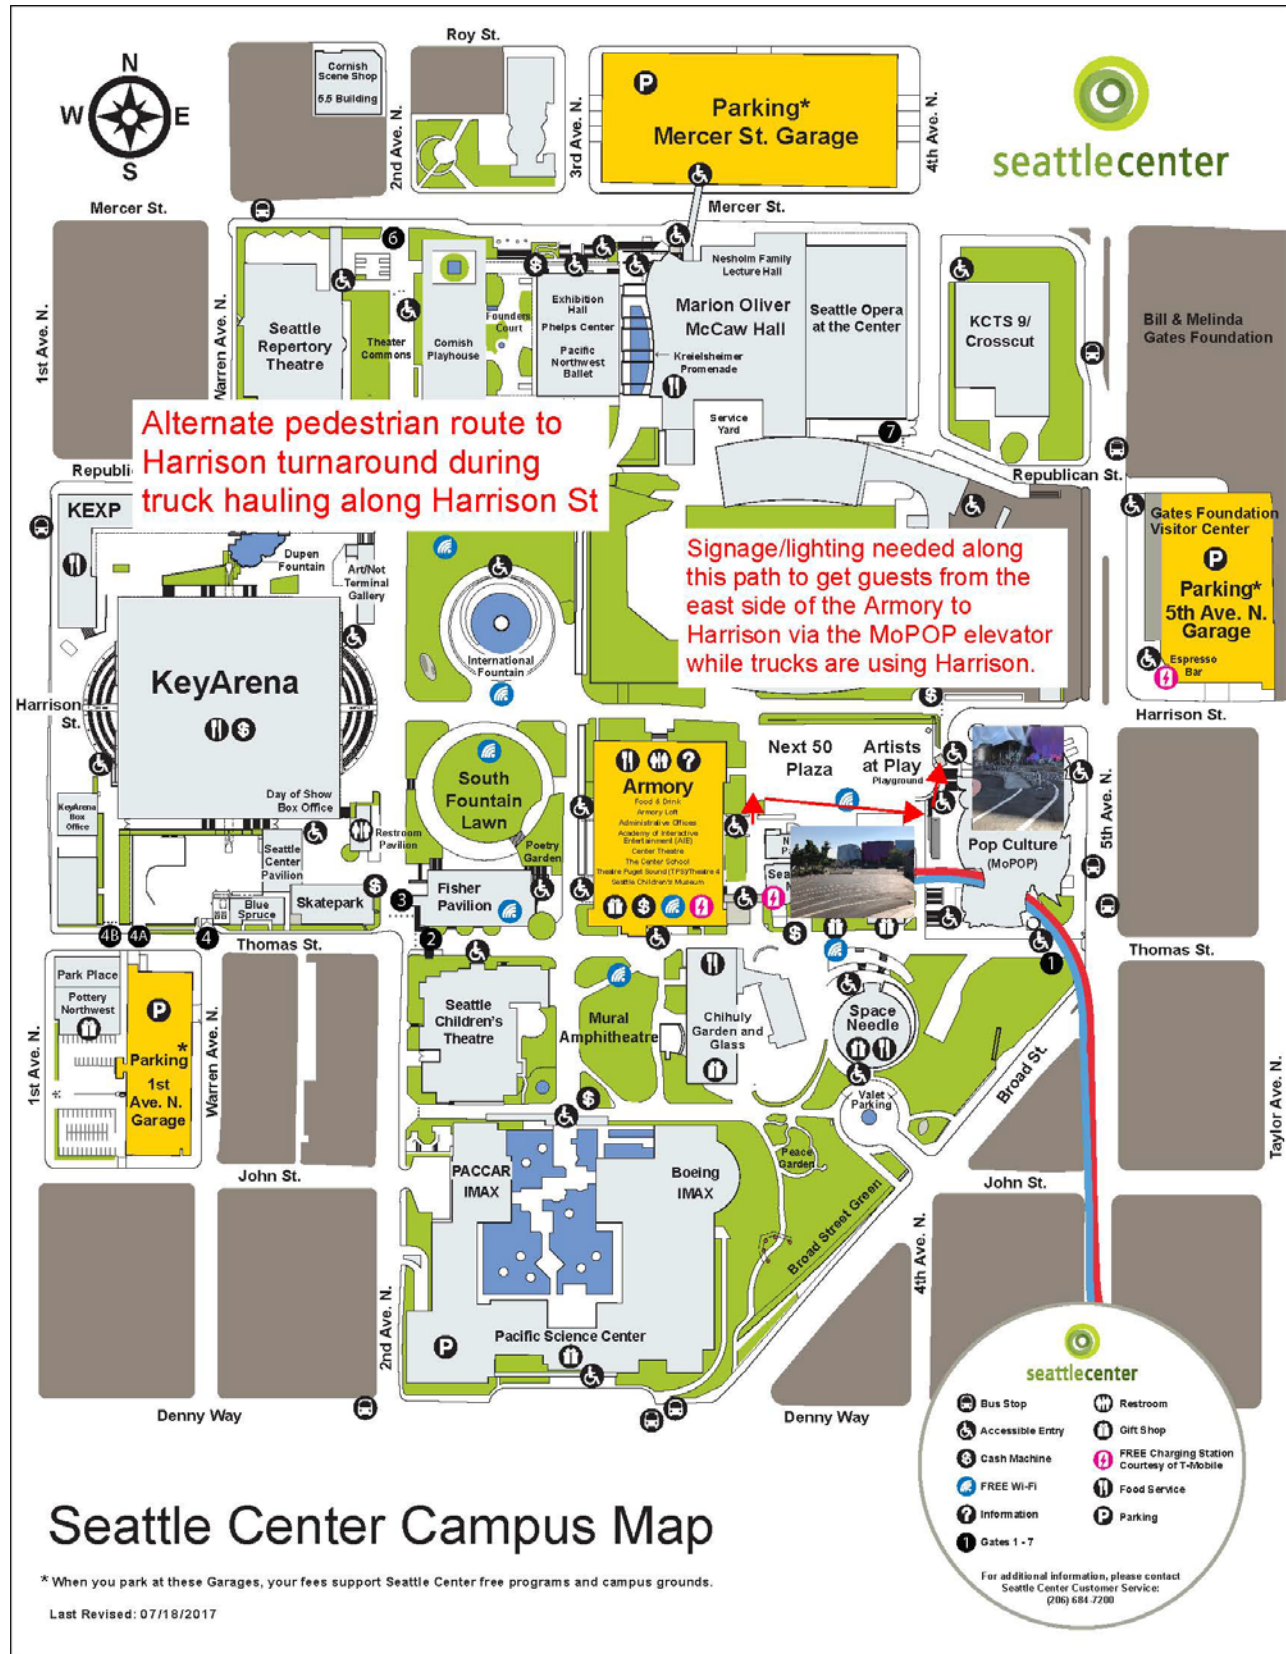 Roy St.
N
W E
S
Cornish
Scene Shop
5.5 Building
2nd Ave. N.
3rd Ave. N.
P
Parking*
Mercer St. Garage
4th Ave. N.
seattlecenter
Mercer St.
Mercer St.
1st Ave. N.
Warren Ave. N.
6
Seattle
Repertory
Theatre
Theater
Commons
Cornish
Playhouse
Founders
Court
Exhibition
Hall
Phelps Center
Pacific
Northwest
Ballet
Nesholm Family
Lecture Hall
Marion Oliver
McCaw Hall
Kreielsheimer
Promenade
Seattle Opera
at the Center
Service
Yard
7
KCTS 9/
Crosscut
Bill & Melinda
Gates Foundation
Alternate pedestrian route to
Harrison turnaround during
truck hauling along Harrison St
Republican St.
KEXP
Dupen
Fountain
Art/Not
Terminal
Gallery
International
Fountain
Signage/lighting needed along
this path to get guests from the
east side of the Armory to
Harrison via the MoPOP elevator
while trucks are using Harrison.
Gates Foundation
Visitor Center
P
Parking*
5th Ave. N.
Garage
Espresso
Bar
Harrison
St.
Harrison St.
KeyArena
Day of Show
Box Office
KeyArena
Box
Office
Restroom
Pavilion
Seattle
Center
Pavilion
Blue
Spruce
Skatepark
South
Fountain
Lawn
Poetry
Garden
Fisher
Pavilion
Armory
Food & Drink
Armory Loft
Administrative Offices
Academy of Interactive
Entertainment (AIE)
Center Theatre
The Center School
Theatre Puget Sound (TPS)/Theatre 4
Seattle Children's Museum
Next 50
Plaza
Artists
at Play
Playground
Pop Culture
(MoPOP)
5th Ave. N.
4B
4A
4
3
2
1
Thomas St.
Thomas St.
Park Place
Pottery
Northwest
P
Parking*
1st
Ave. N.
Garage
1st Ave. N.
Warren Ave. N.
Seattle
Children's
Theatre
Mural
Amphitheatre
Chihuly
Garden and
Glass
Space
Needle
Valet
Parking
Broad St.
Taylor Ave. N.
John St.
John St.
PACCAR
IMAX
Boeing
IMAX
Peace
Garden
Broad Street Green
4th Ave. N.
2nd Ave. N.
P
Pacific Science Center
Denny Way
Denny Way
seattlecenter
Bus Stop
Accessible Entry
Cash Machine
FREE Wi-Fi
Information
1 Gates 1 - 7
Restroom
Gift Shop
FREE Charging Station
Courtesy of T-Mobile
Food Service
P Parking
For additional information, please contact
Seattle Center Customer Service:
(206) 684-7200
Seattle Center Campus Map
* When you park at these Garages, your fees support Seattle Center free programs and campus grounds.
Last Revised: 07/18/2017